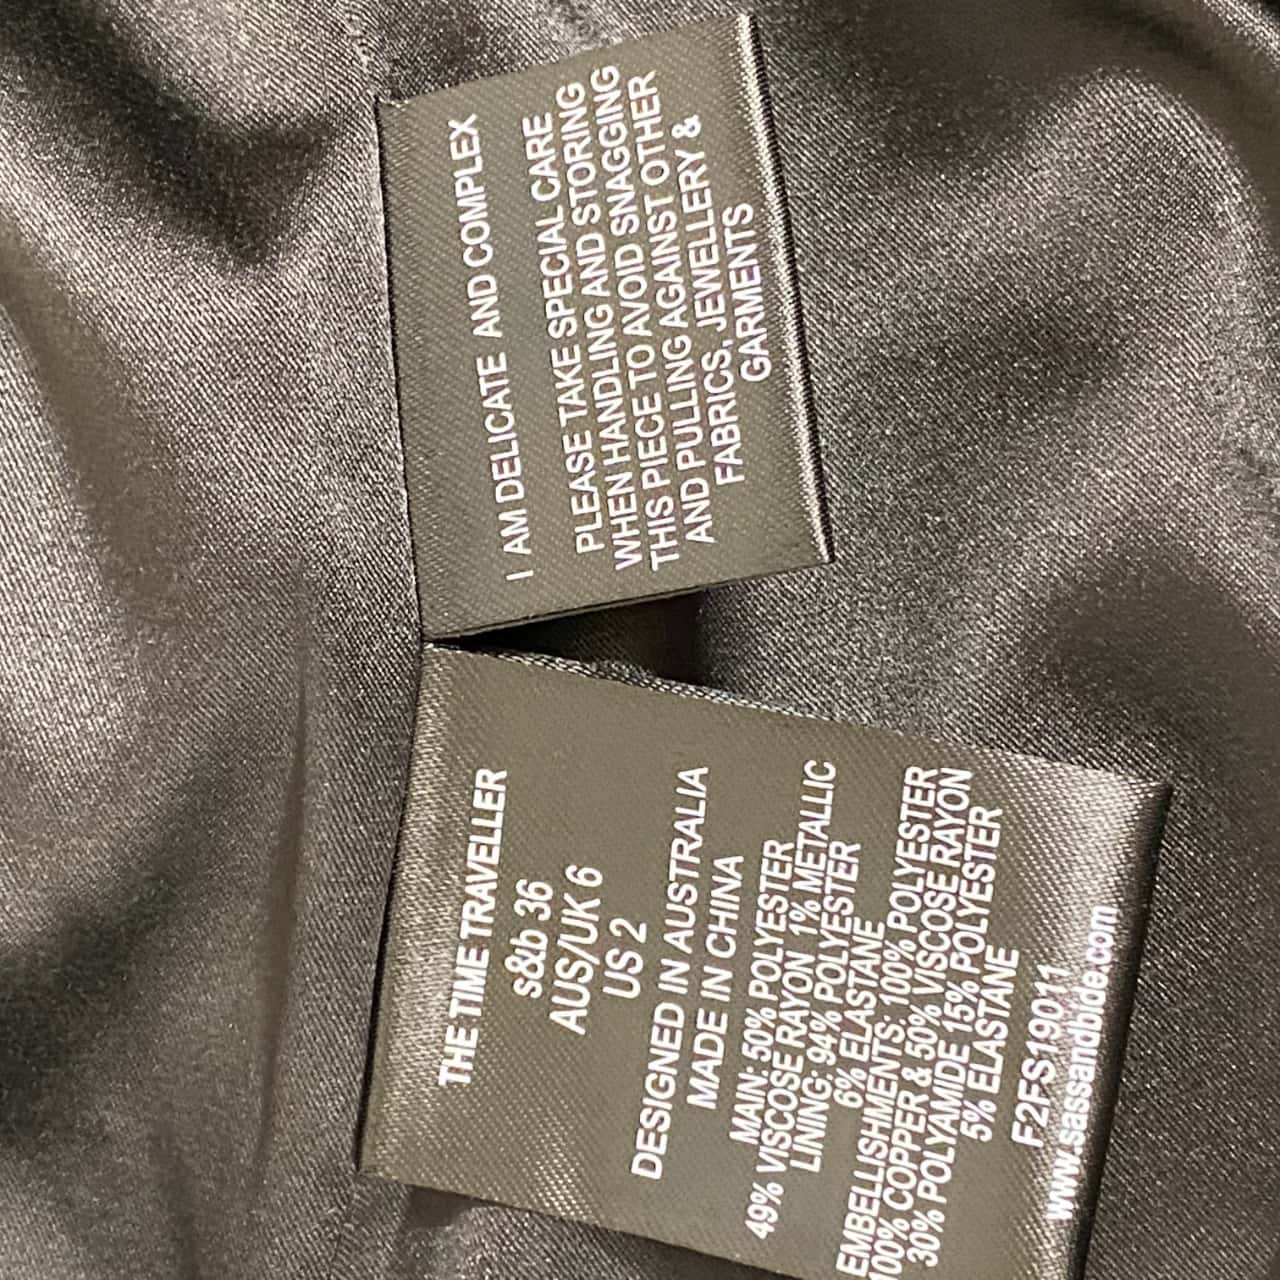 I AM DELICATE AND COMPLEX
PLEASE TAKE SPECIAL CARE
WHEN HANDLING AND STORING
THIS PIECE TO AVOID SNAGGING
AND PULLING AGAINST OTHER
FABRICS, JEWELLERY &
GARMENTS
THE TIME TRAVELLER
s&b 36
AUS/UK 6
US 2
DESIGNED IN AUSTRALIA
MADE IN CHINA
MAIN: 50% POLYESTER
49% VISCOSE RAYON 1% METALLIC
LINING: 94% POLYESTER
6% ELASTANE
EMBELLISHMENTS: 100% POLYESTER
100% COPPER & 50% VISCOSE RAYON
30% POLYAMIDE 15% POLYESTER
5% ELASTANE
F2FS19011
www.sassandbide.com